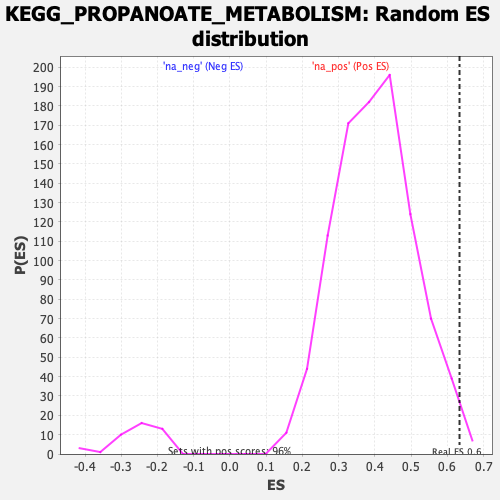 KEGG_PROPANOATE_METABOLISM: Random ES
distribution
'na_neg' (Neg ES) 'na_pos' (Pos ES)
200
190
180
170
160
150
140
130
120
110
100
90
80
70
60
50
40
30
20
10
0
P(ES)
Sets with pos scores: 96%
Real ES 0.6
-0.4 -0.3 -0.2 -0.1 0.0 0.1 0.2 0.3 0.4 0.5 0.6 0.7
ES